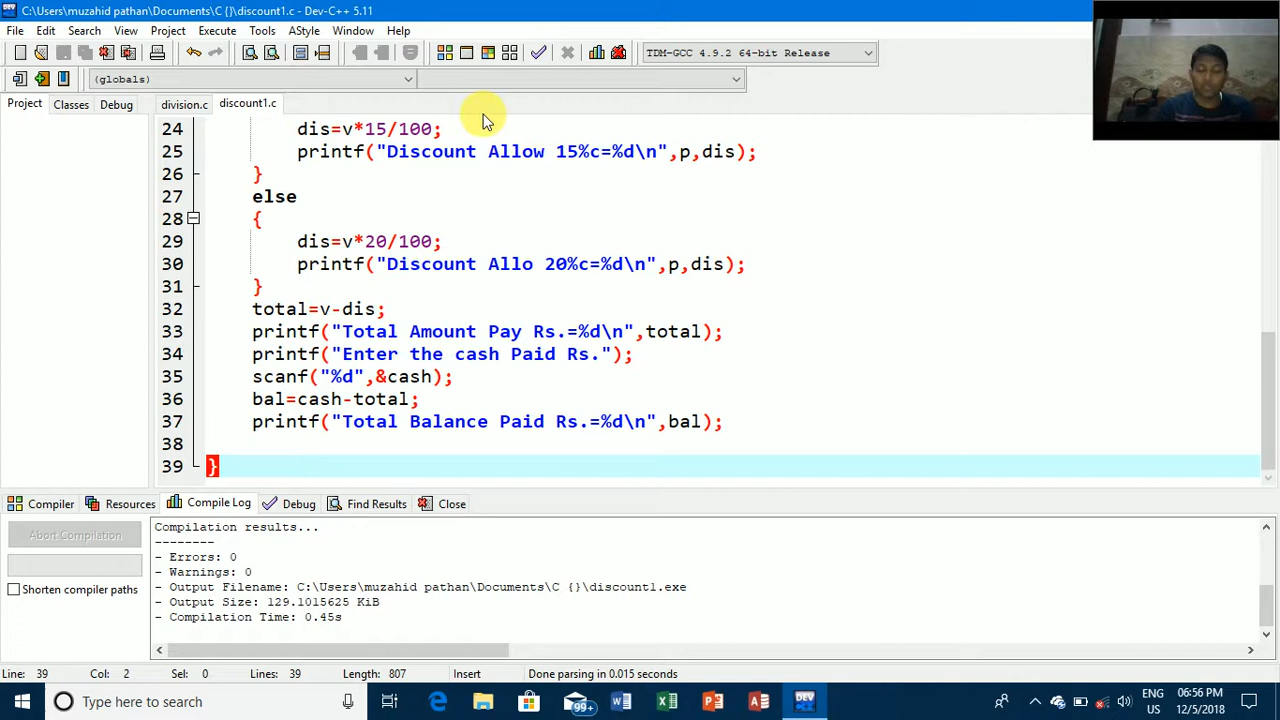 C:\Users\muzahid pathan\Documents\C {}\discount1.c - Dev-C++ 5.11
File Edit Search View Project Execute Tools AStyle Window Help
TDM-GCC 4.9.2 64-bit Release
(globals)
Project Classes Debug division.c discount1.c
24 dis=v*15/100;
25 printf("Discount Allow 15%c=%d\n",p,dis);
26 }
27 else
28 {
29 dis=v*20/100;
30 printf("Discount Allo 20%c=%d\n",p,dis);
31 }
32 total=v-dis;
33 printf("Total Amount Pay Rs.=%d\n",total);
34 printf("Enter the cash Paid Rs.");
35 scanf("%d",&cash);
36 bal=cash-total;
37 printf("Total Balance Paid Rs.=%d\n",bal);
38
39 }
Compiler Resources Compile Log Debug Find Results Close
Abort Compilation
Shorten compiler paths
Compilation results...
--------
- Errors: 0
- Warnings: 0
- Output Filename: C:\Users\muzahid pathan\Documents\C {}\discount1.exe
- Output Size: 129.1015625 KiB
- Compilation Time: 0.45s
Line: 39 Col: 2 Sel: 0 Lines: 39 Length: 807 Insert Done parsing in 0.015 seconds
Type here to search
99+
DEV
ENG
US
06:56 PM
12/5/2018